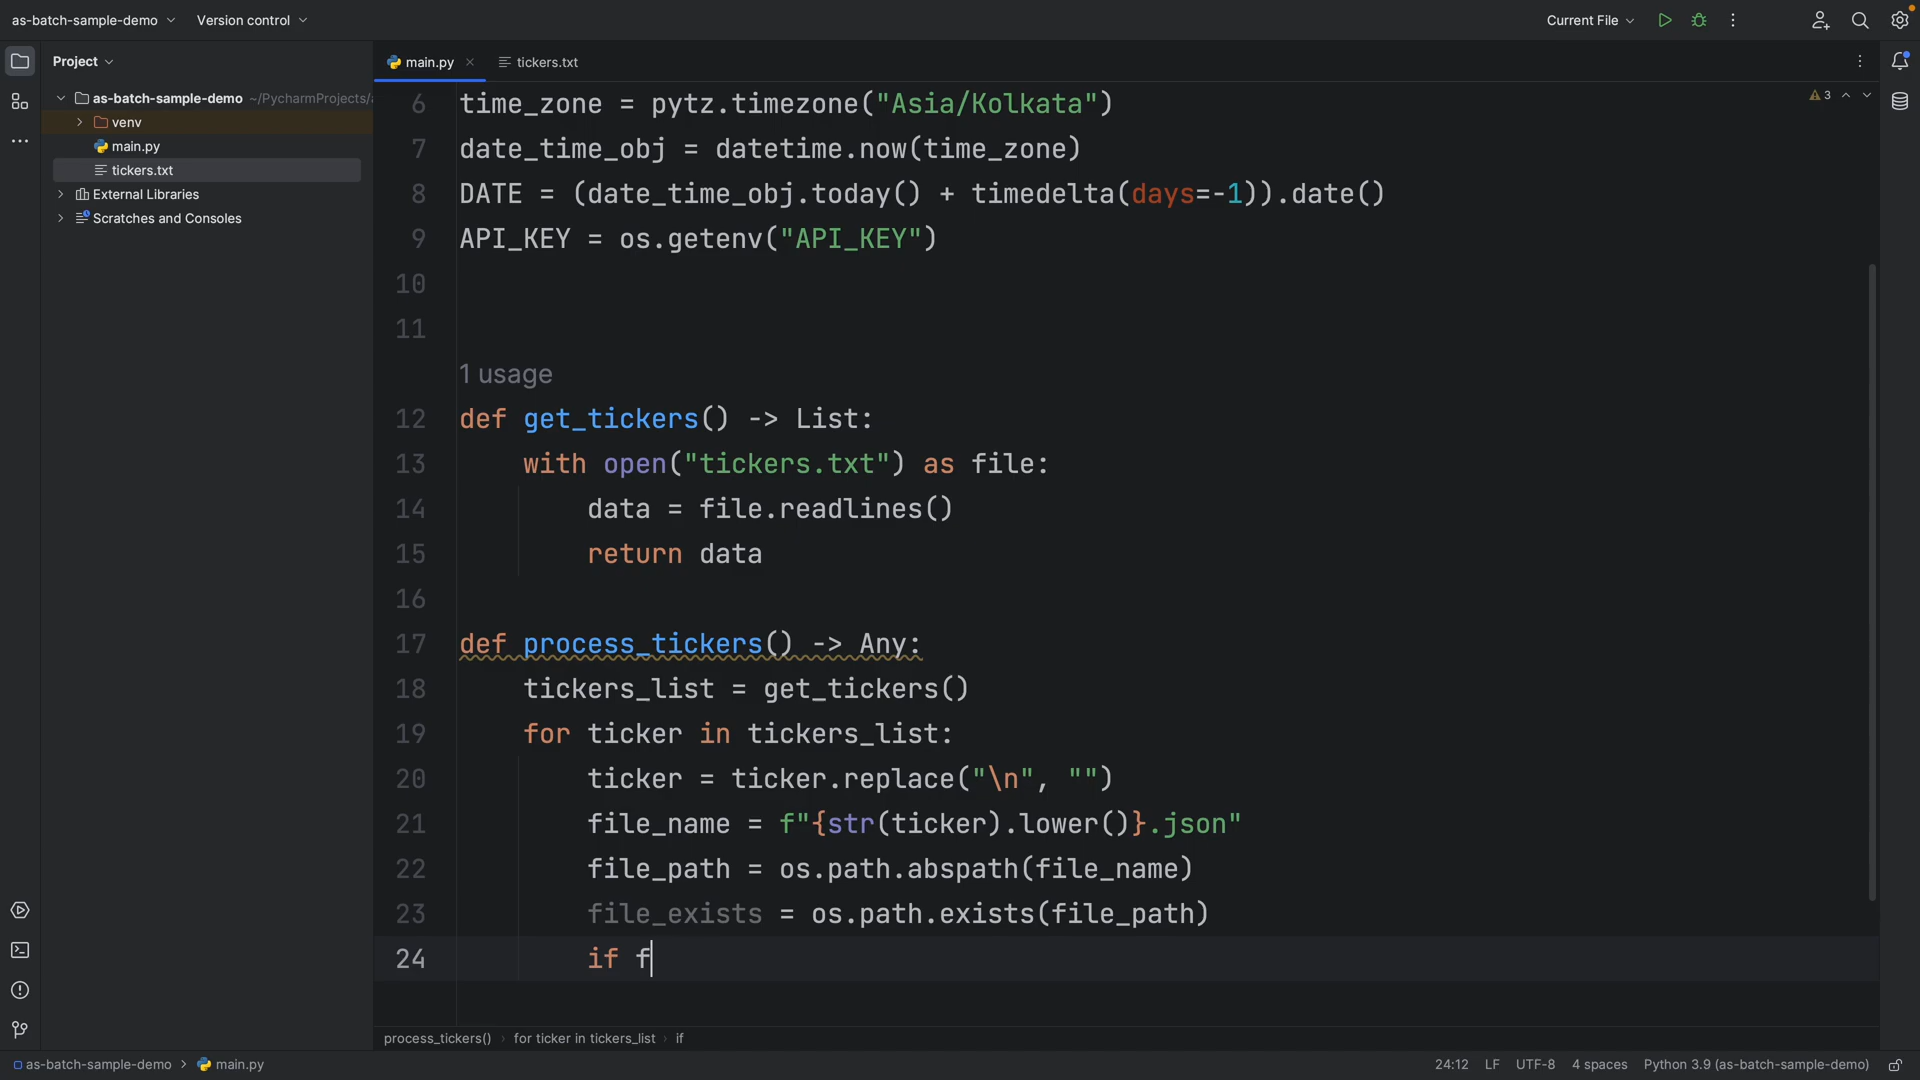 as-batch-sample-demo Version control Current File
Project
main.py tickers.txt
as-batch-sample-demo ~/PycharmProjects/
venv
main.py
tickers.txt
External Libraries
Scratches and Consoles
3
6 time_zone = pytz.timezone("Asia/Kolkata")
7 date_time_obj = datetime.now(time_zone)
8 DATE = (date_time_obj.today() + timedelta(days=-1)).date()
9 API_KEY = os.getenv("API_KEY")
10
11
1 usage
12 def get_tickers() -> List:
13 with open("tickers.txt") as file:
14 data = file.readlines()
15 return data
16
17 def process_tickers() -> Any:
18 tickers_list = get_tickers()
19 for ticker in tickers_list:
20 ticker = ticker.replace("\n", "")
21 file_name = f"{str(ticker).lower()}.json"
22 file_path = os.path.abspath(file_name)
23 file_exists = os.path.exists(file_path)
24 if f
process_tickers() › for ticker in tickers_list › if
as-batch-sample-demo > main.py 24:12 LF UTF-8 4 spaces Python 3.9 (as-batch-sample-demo)